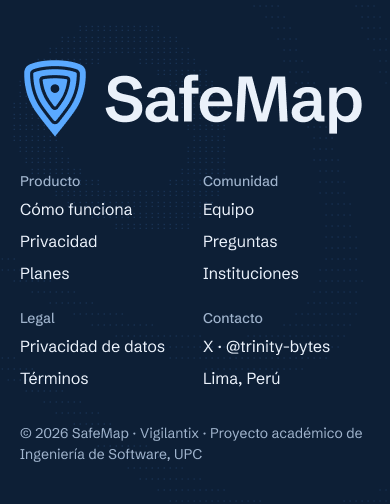 SafeMap
Producto
Cómo funciona
Privacidad
Planes
Comunidad
Equipo
Preguntas
Instituciones
Legal
Privacidad de datos
Términos
Contacto
X · @trinity-bytes
Lima, Perú
© 2026 SafeMap · Vigilantix · Proyecto académico de
Ingeniería de Software, UPC